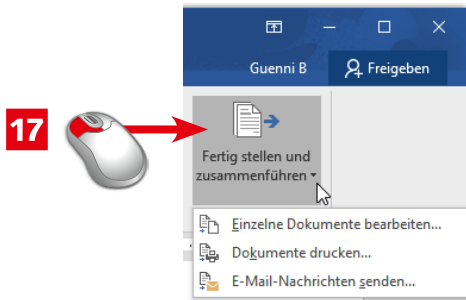 Guenni B Freigeben
17
Fertig stellen und
zusammenführen
Einzelne Dokumente bearbeiten...
Dokumente drucken...
E-Mail-Nachrichten senden...